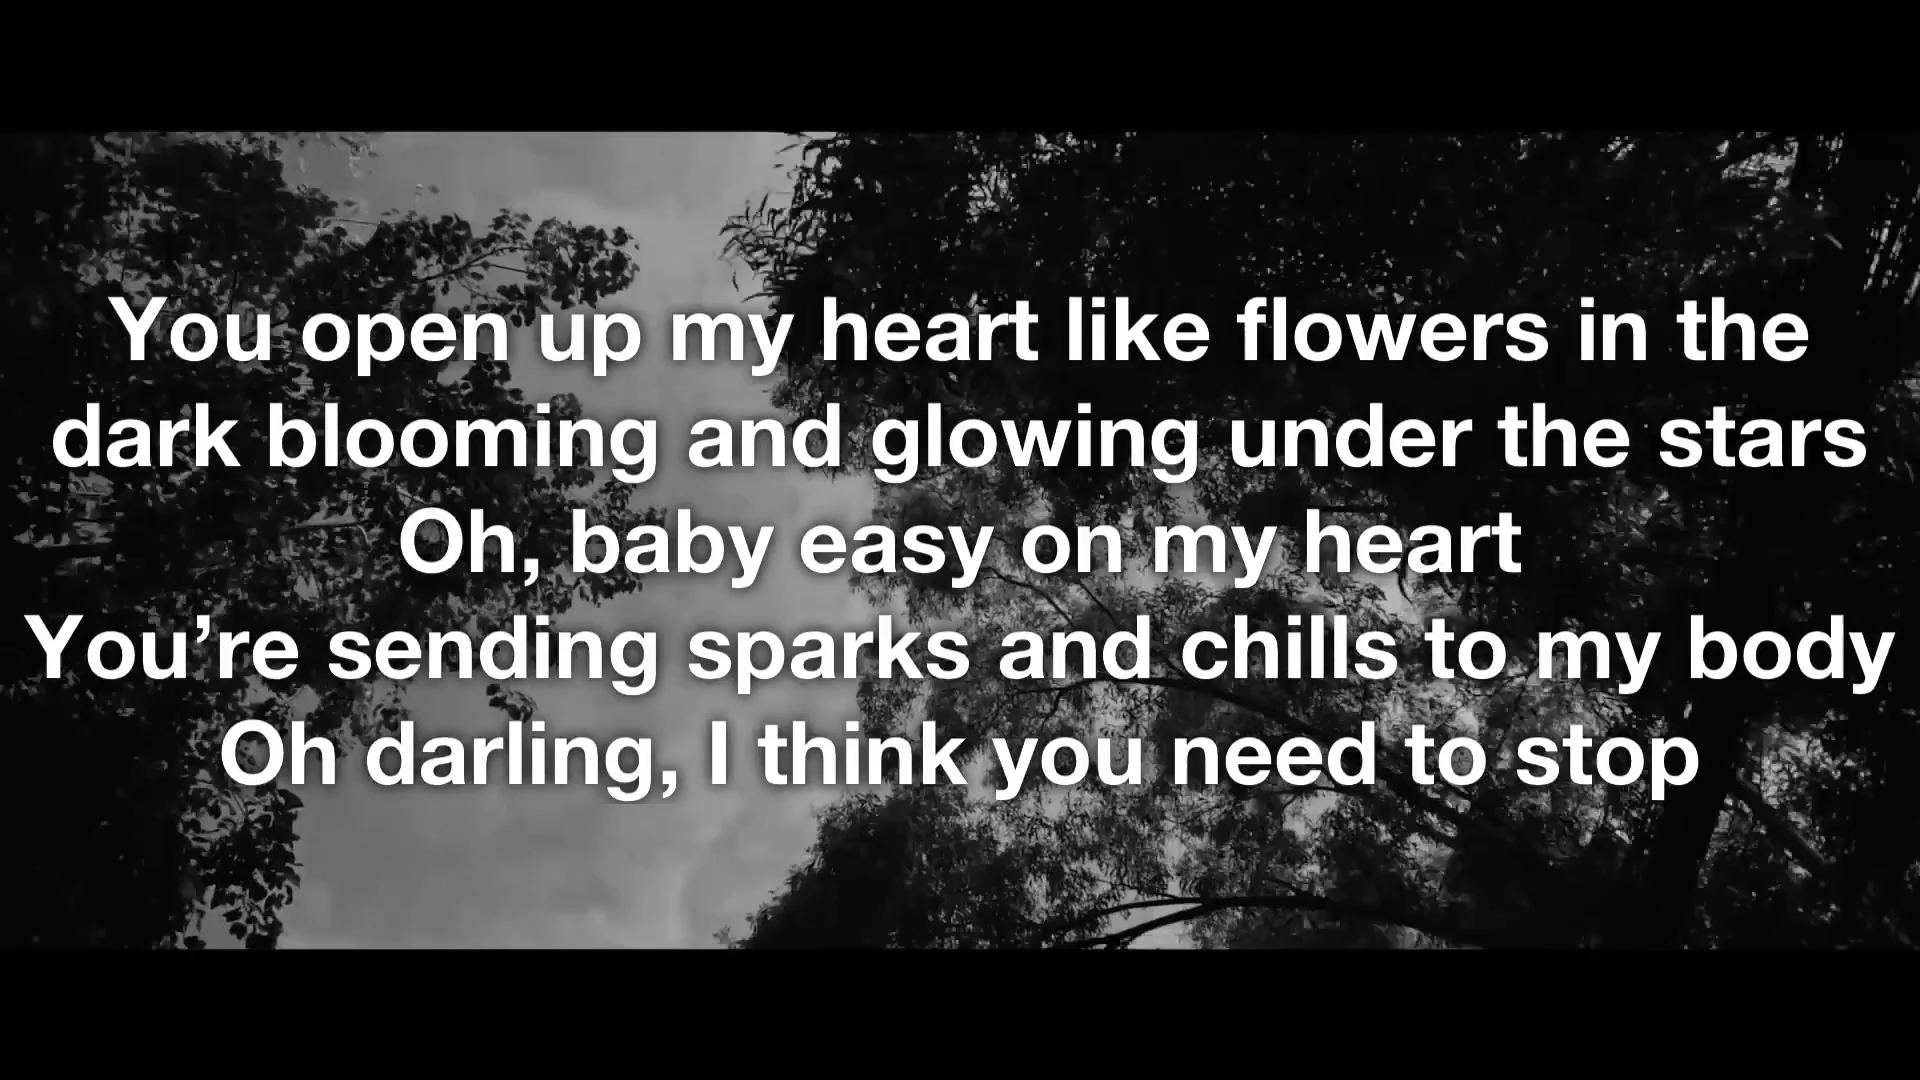 You open up my heart like flowers in the
dark blooming and glowing under the stars
Oh, baby easy on my heart
You’re sending sparks and chills to my body
Oh darling, I think you need to stop